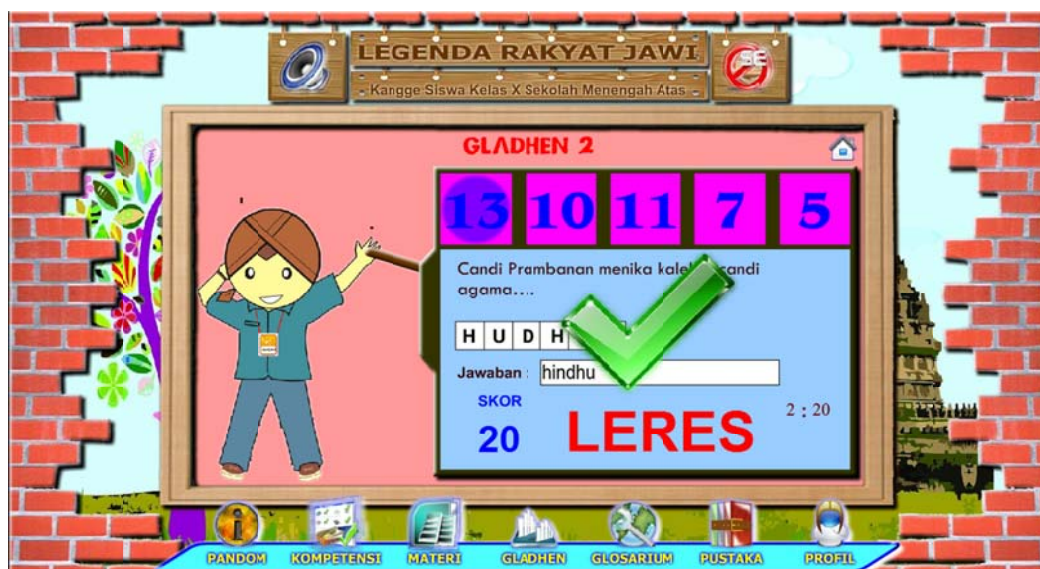 LEGENDA RAKYAT JAWI
Kangge Siswa Kelas X Sekolah Menengah Atas
GLADHEN 2
13 10 11 7 5
Candi Prambanan menika candi
agama....
H U D H
Jawaban : hindhu
SKOR
20
LERES
2 : 20
PANDOM KOMPETENSI MATERI GLADHEN GLOSARIUM PUSTAKA PROFIL